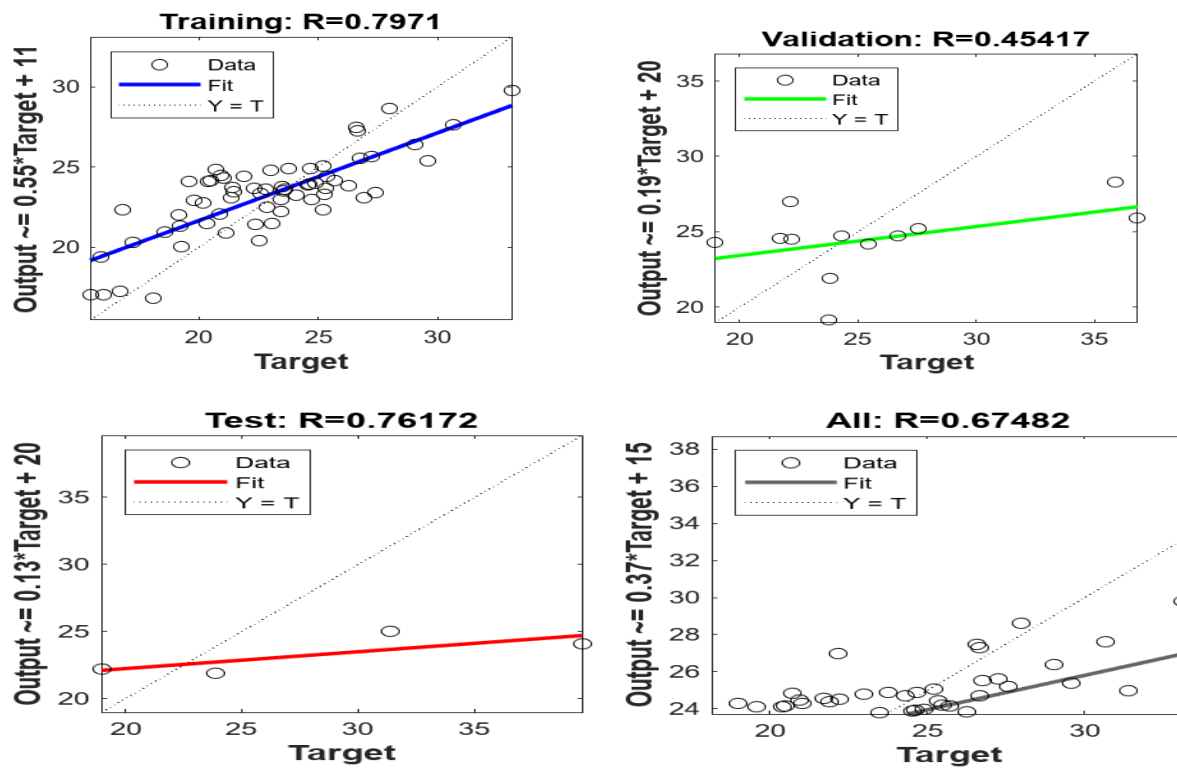 Training: R=0.7971
Output ~= 0.55*Target + 11
Data
Fit
Y = T
30
25
20
20
25
30
Target
Validation: R=0.45417
Output ~= 0.19*Target + 20
Data
Fit
Y = T
35
30
25
20
20
25
30
35
Target
Test: R=0.76172
Output ~= 0.13*Target + 20
Data
Fit
Y = T
35
30
25
20
20
25
30
35
Target
All: R=0.67482
Output ~= 0.37*Target + 15
Data
Fit
Y = T
38
36
34
32
30
28
26
24
20
25
30
Target